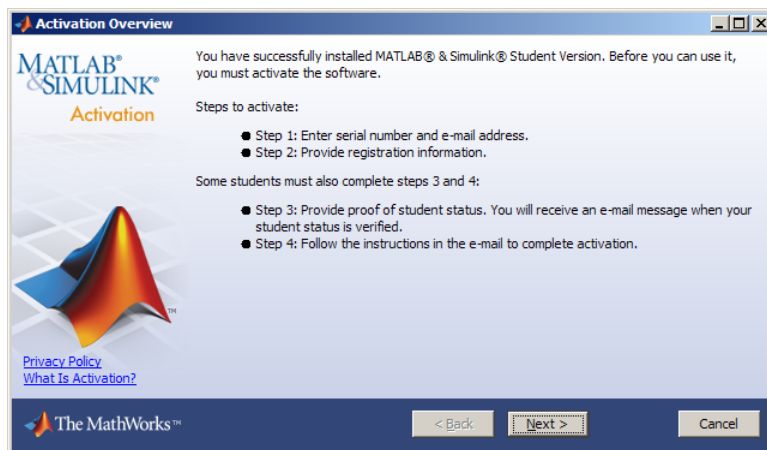 Activation Overview
MATLAB®
&SIMULINK®
Activation
You have successfully installed MATLAB® & Simulink® Student Version. Before you can use it,
you must activate the software.
Steps to activate:
● Step 1: Enter serial number and e-mail address.
● Step 2: Provide registration information.
Some students must also complete steps 3 and 4:
● Step 3: Provide proof of student status. You will receive an e-mail message when your
student status is verified.
● Step 4: Follow the instructions in the e-mail to complete activation.
TM
Privacy Policy
What Is Activation?
The MathWorks™
< Back
Next >
Cancel